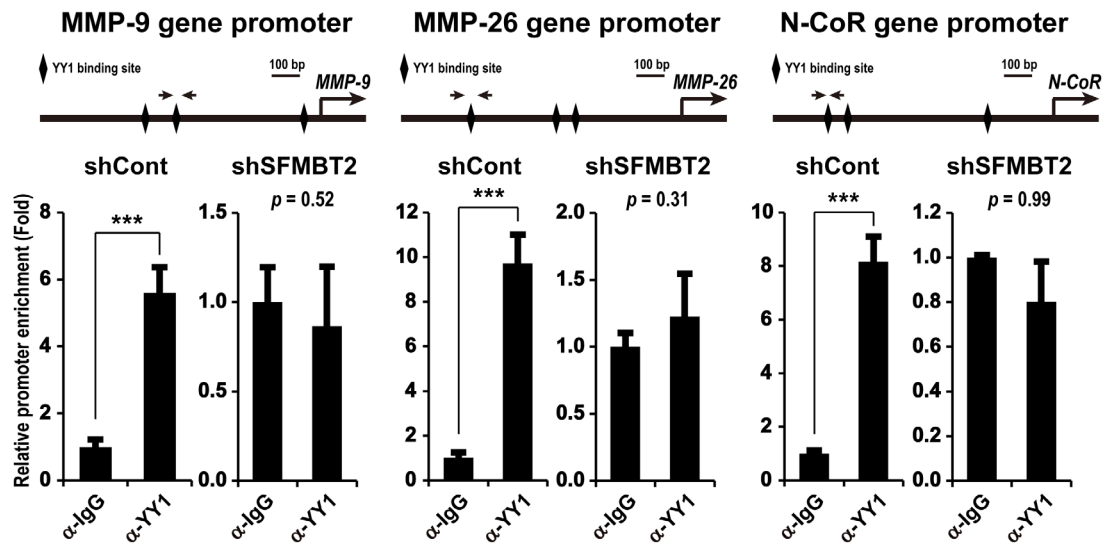 MMP-9 gene promoter
YY1 binding site
100 bp
MMP-9
shCont
shSFMBT2
p = 0.52
Relative promoter enrichment (Fold)
8
6
4
2
0
***
α-IgG
α-YY1
1.5
1.0
0.5
0.0
α-IgG
α-YY1
MMP-26 gene promoter
YY1 binding site
100 bp
MMP-26
shCont
shSFMBT2
p = 0.31
12
10
8
6
4
2
0
***
α-IgG
α-YY1
2.0
1.5
1.0
0.5
0.0
α-IgG
α-YY1
N-CoR gene promoter
YY1 binding site
100 bp
N-CoR
shCont
shSFMBT2
p = 0.99
10
8
6
4
2
0
***
α-IgG
α-YY1
1.2
1.0
0.8
0.6
0.4
0.2
0.0
α-IgG
α-YY1